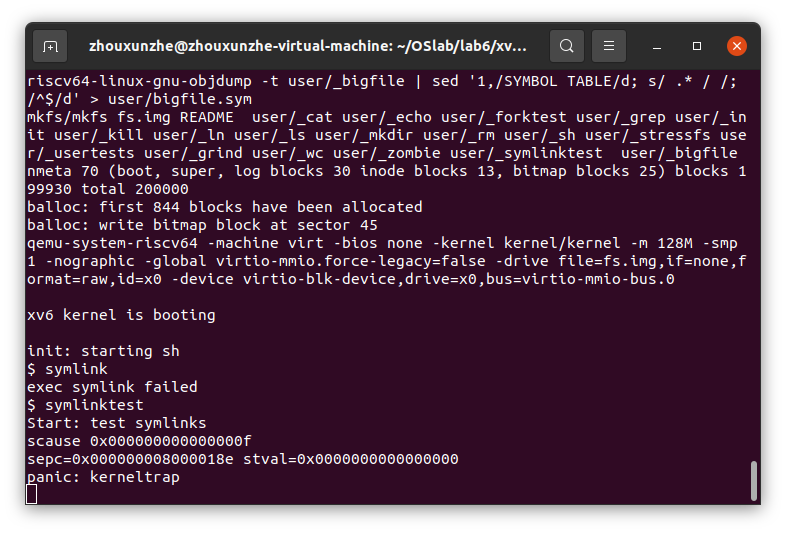 zhouxunzhe@zhouxunzhe-virtual-machine: ~/OSlab/lab6/xv...
riscv64-linux-gnu-objdump -t user/_bigfile | sed '1,/SYMBOL TABLE/d; s/ .* / /;
/^$/d' > user/bigfile.sym
mkfs/mkfs fs.img README  user/_cat user/_echo user/_forktest user/_grep user/_in
it user/_kill user/_ln user/_ls user/_mkdir user/_rm user/_sh user/_stressfs use
r/_usertests user/_grind user/_wc user/_zombie user/_symlinktest  user/_bigfile
nmeta 70 (boot, super, log blocks 30 inode blocks 13, bitmap blocks 25) blocks 1
99930 total 200000
balloc: first 844 blocks have been allocated
balloc: write bitmap block at sector 45
qemu-system-riscv64 -machine virt -bios none -kernel kernel/kernel -m 128M -smp
1 -nographic -global virtio-mmio.force-legacy=false -drive file=fs.img,if=none,f
ormat=raw,id=x0 -device virtio-blk-device,drive=x0,bus=virtio-mmio-bus.0
xv6 kernel is booting
init: starting sh
$ symlink
exec symlink failed
$ symlinktest
Start: test symlinks
scause 0x000000000000000f
sepc=0x000000008000018e stval=0x0000000000000000
panic: kerneltrap